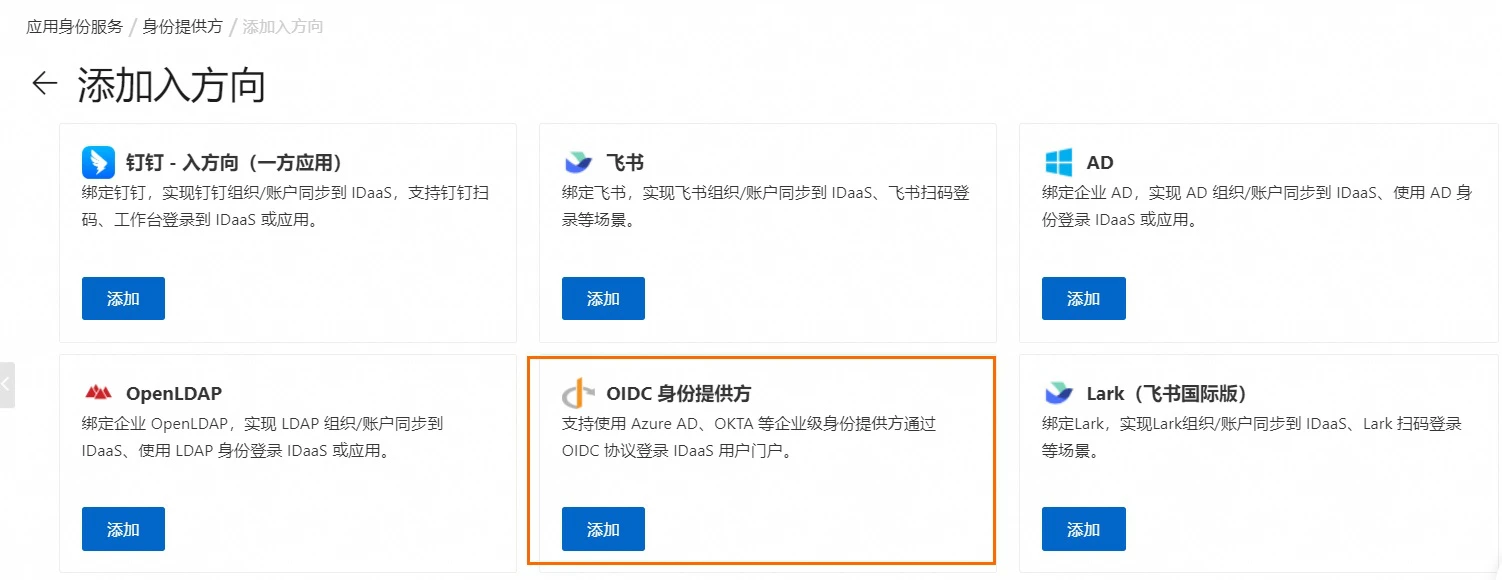 应用身份服务 / 身份提供方 / 添加入方向
← 添加入方向
钉钉 - 入方向（一方应用）
绑定钉钉，实现钉钉组织/账户同步到 IDaaS，支持钉钉扫
码、工作台登录到 IDaaS 或应用。
添加
飞书
绑定飞书，实现飞书组织/账户同步到 IDaaS、飞书扫码登
录等场景。
添加
AD
绑定企业 AD，实现 AD 组织/账户同步到 IDaaS、使用 AD 身
份登录 IDaaS 或应用。
添加
OpenLDAP
绑定企业 OpenLDAP，实现 LDAP 组织/账户同步到
IDaaS、使用 LDAP 身份登录 IDaaS 或应用。
添加
OIDC 身份提供方
支持使用 Azure AD、OKTA 等企业级身份提供方通过
OIDC 协议登录 IDaaS 用户门户。
添加
Lark（飞书国际版）
绑定Lark，实现Lark组织/账户同步到 IDaaS、Lark 扫码登录
等场景。
添加